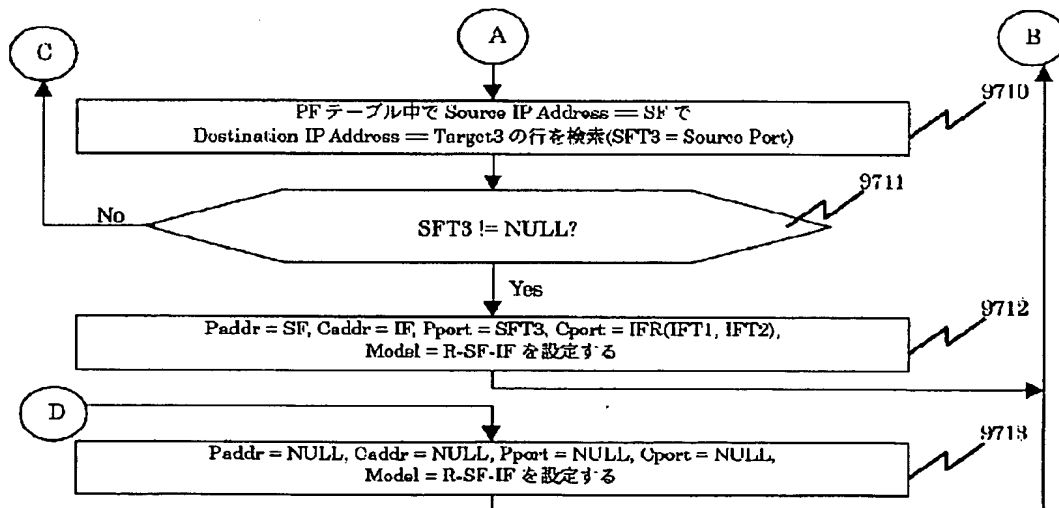 C
A
B
9710
PF テーブル中で Source IP Address == SF で
Destination IP Address == Target3 の行を検索(SFT3 = Source Port)
9711
No
SFT3 != NULL?
Yes
9712
Paddr = SF, Caddr = IF, Pport = SFT3, Cport = IFR(IFT1, IFT2),
Model = R-SF-IF を設定する
D
9713
Paddr = NULL, Caddr = NULL, Pport = NULL, Cport = NULL,
Model = R-SF-IF を設定する